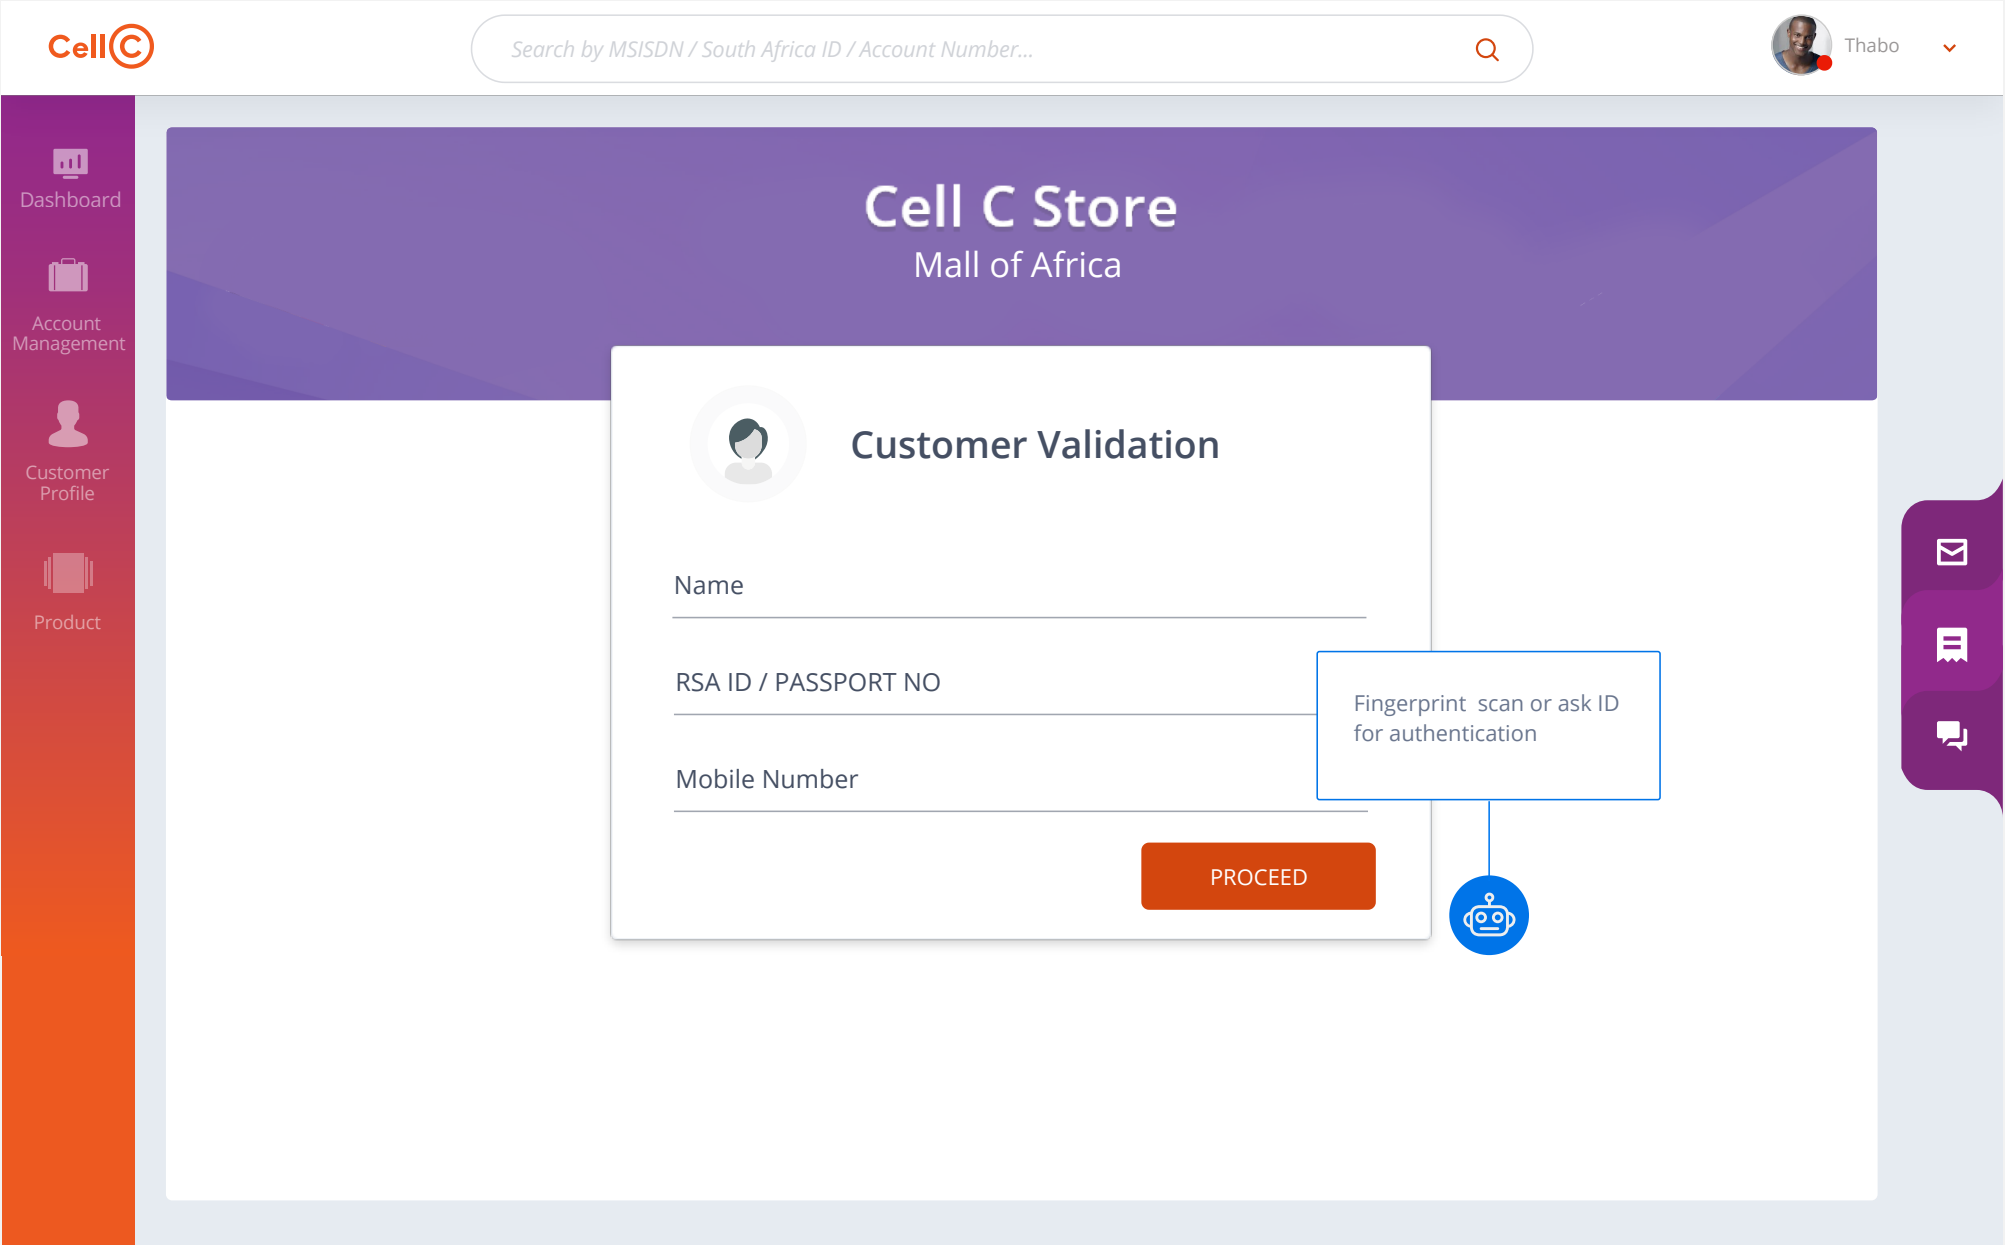 Cell C
Search by MSISDN / South Africa ID / Account Number...
Thabo
Dashboard
Account
Management
Customer
Profile
Product
Cell C Store
Mall of Africa
Customer Validation
Name
RSA ID / PASSPORT NO
Fingerprint scan or ask ID
for authentication
Mobile Number
PROCEED